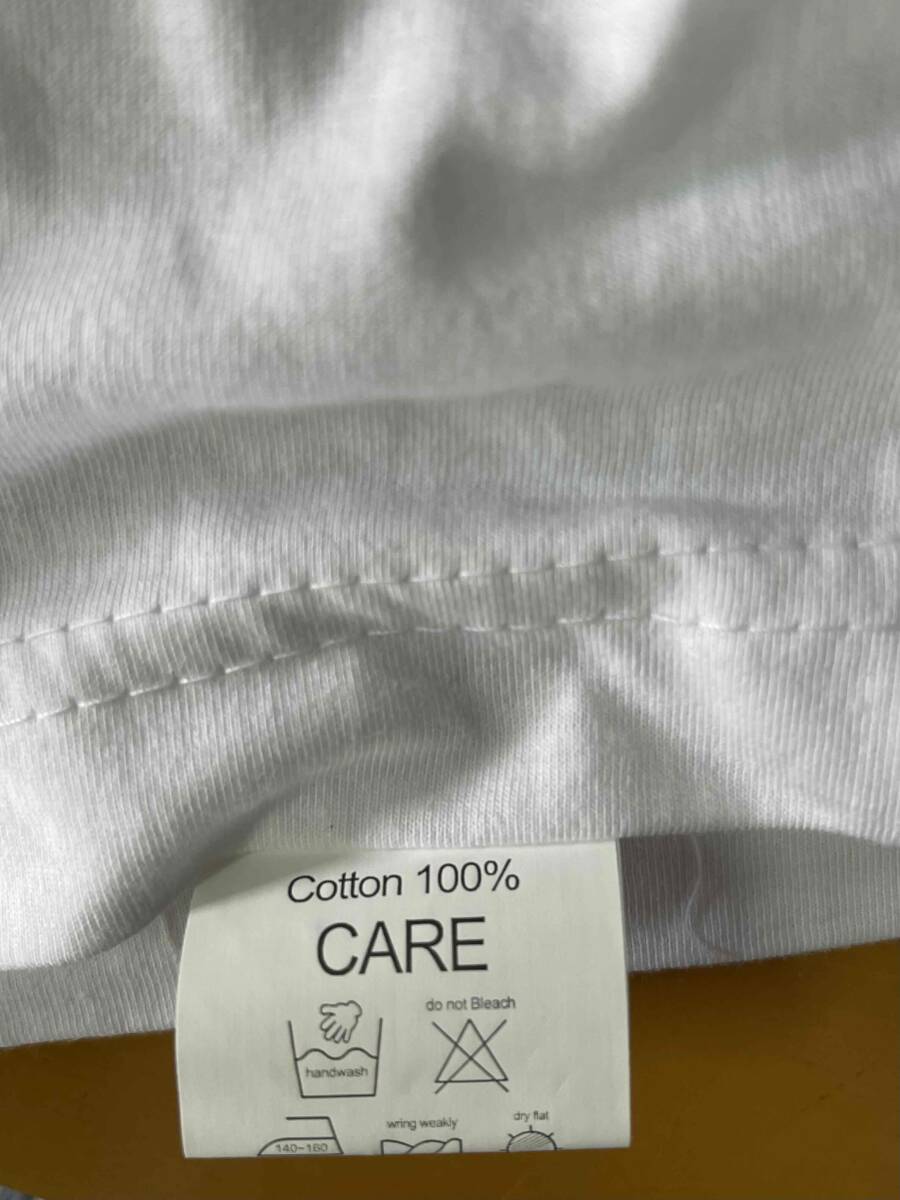 Cotton 100%
CARE
do not Bleach
handwash
wring weakly
dry flat
140~160